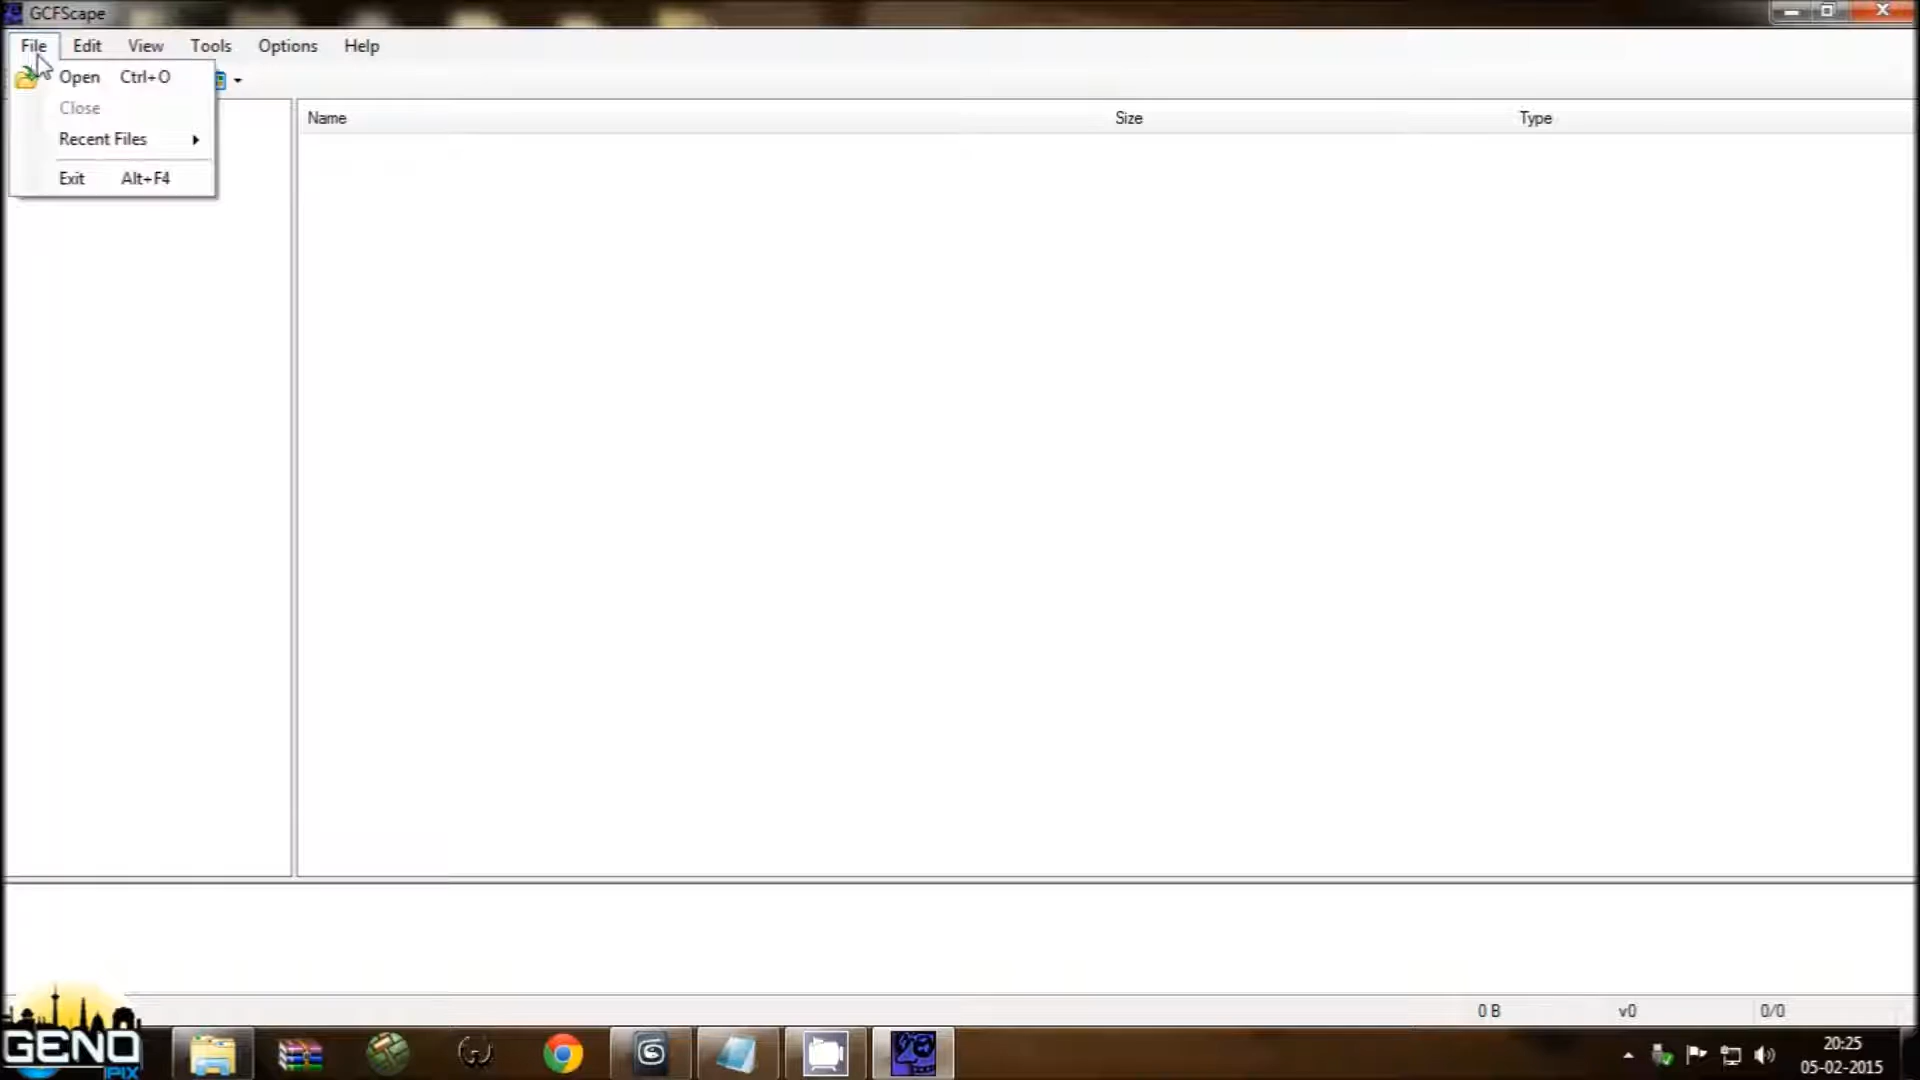 GCFScape
File Edit View Tools Options Help
Open Ctrl+O
Close
Recent Files
Exit Alt+F4
Name Size Type
0 B v0 0/0
GENO
PIX
20:25
05-02-2015